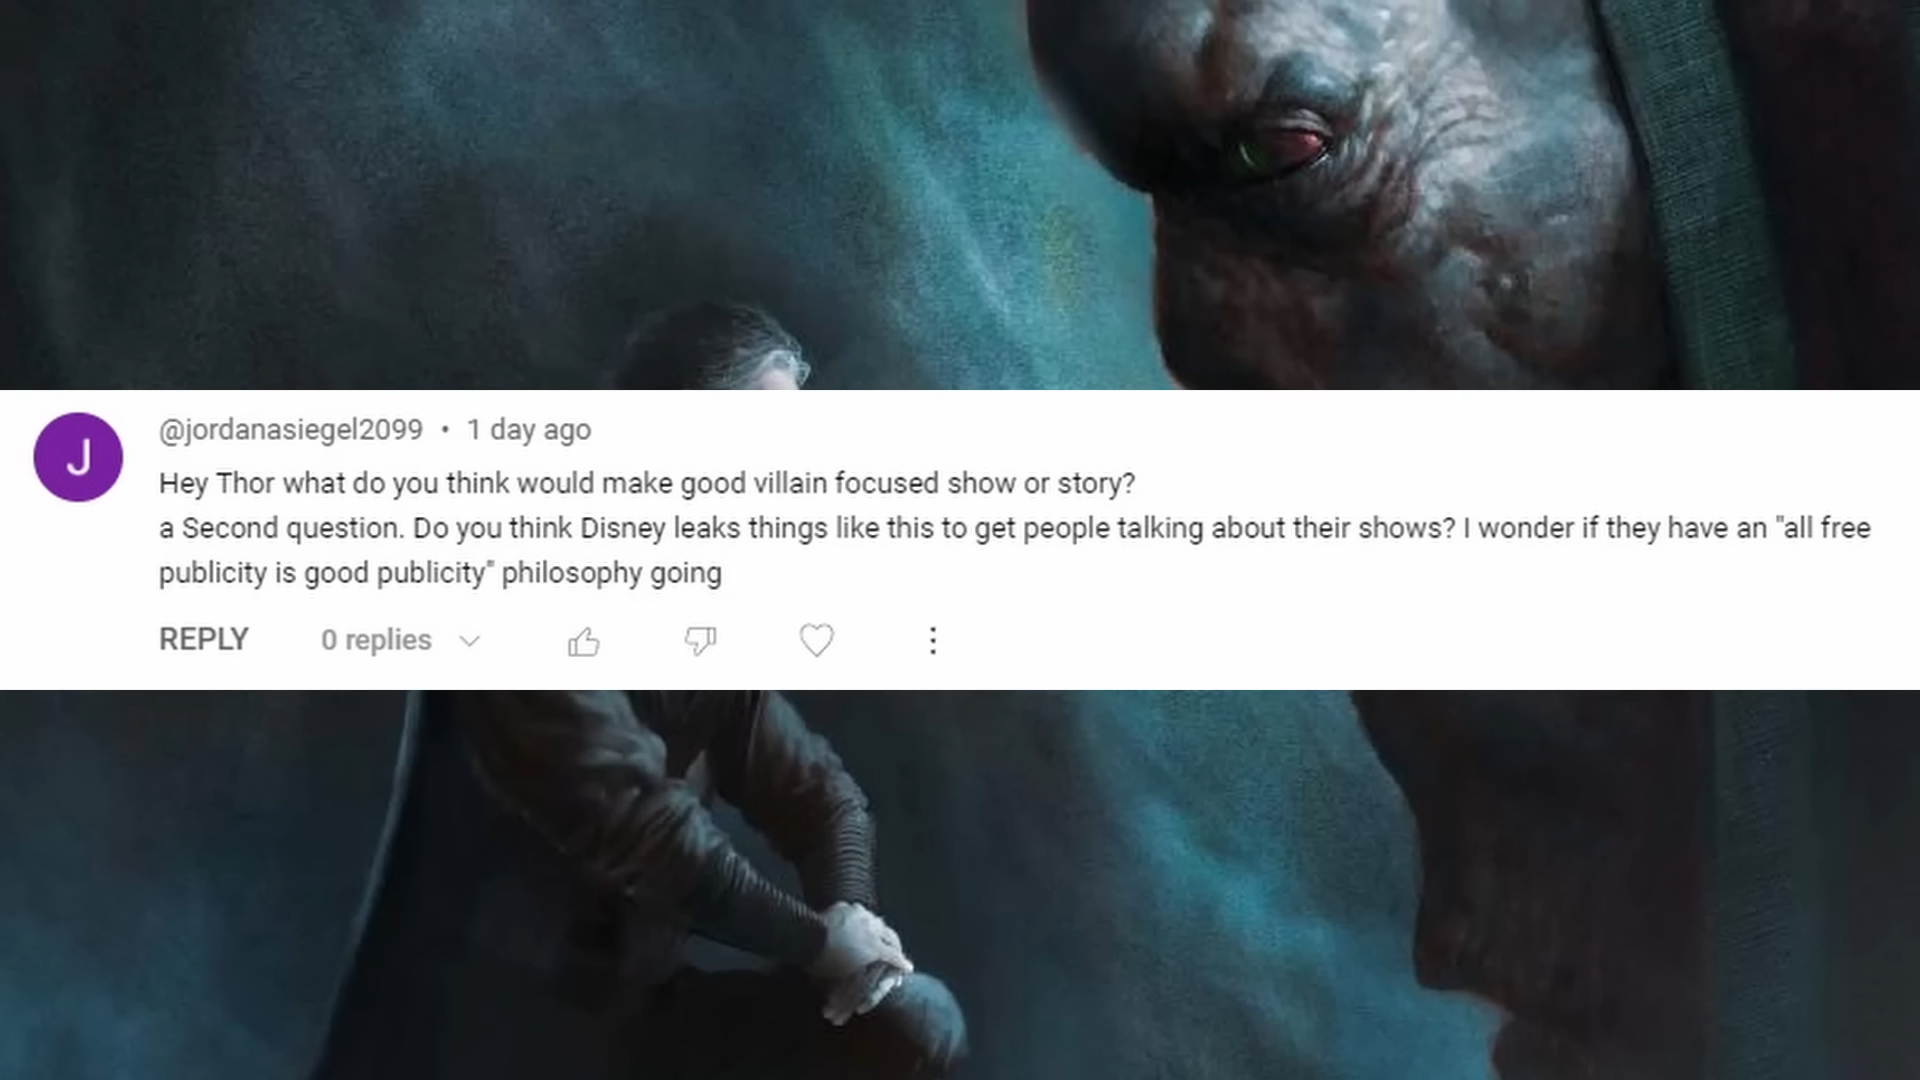 J
@jordanasiegel2099 • 1 day ago
Hey Thor what do you think would make good villain focused show or story?
a Second question. Do you think Disney leaks things like this to get people talking about their shows? I wonder if they have an "all free
publicity is good publicity" philosophy going
REPLY 0 replies